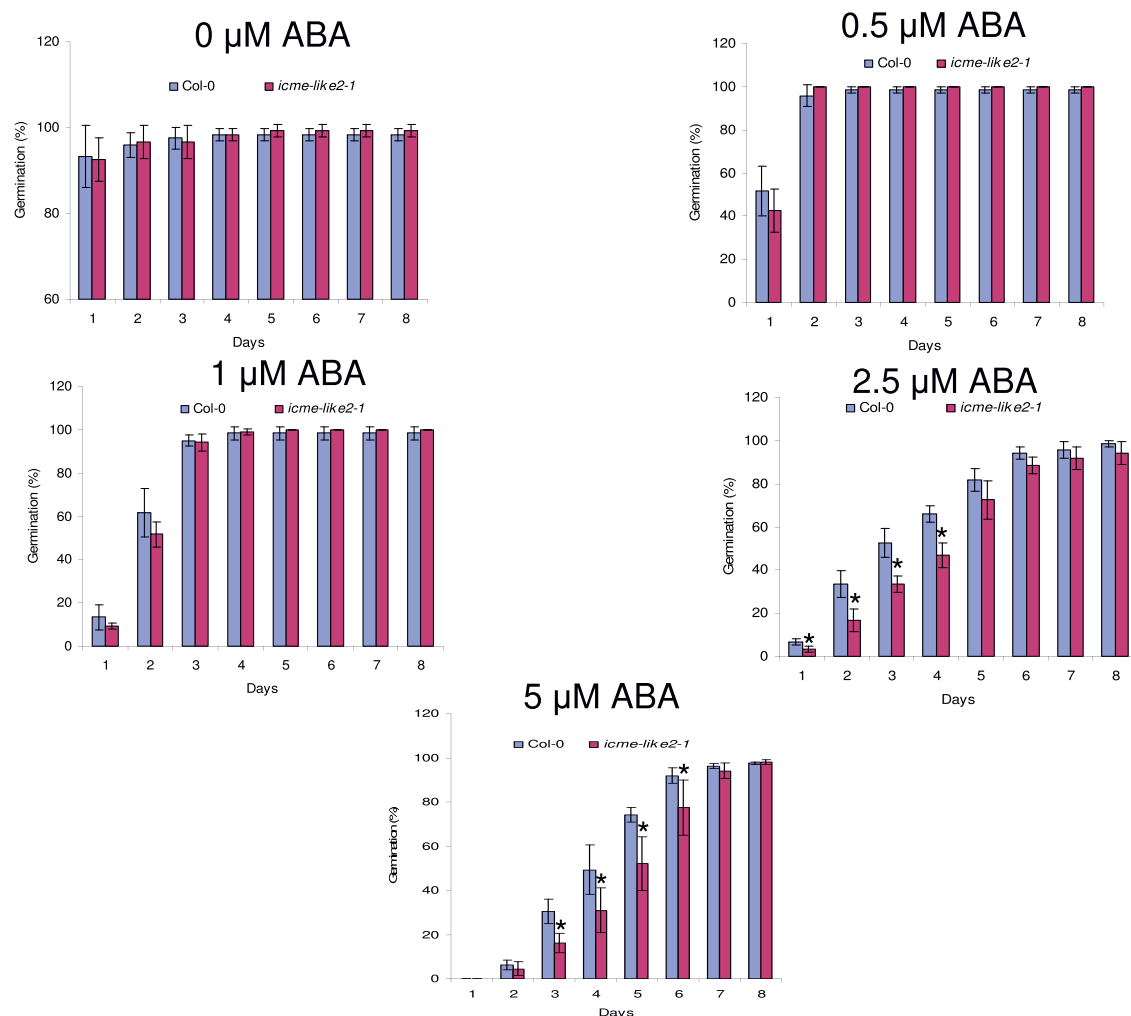 0 µM ABA
120
Col-0 icme-like2-1
100
80
60
Germination (%)
1 2 3 4 5 6 7 8
Days
0.5 µM ABA
120
Col-0 icme-like2-1
100
80
60
40
20
0
Germination (%)
1 2 3 4 5 6 7 8
Days
1 µM ABA
120
Col-0 icme-like2-1
100
80
60
40
20
0
Germination (%)
1 2 3 4 5 6 7 8
Days
2.5 µM ABA
120
Col-0 icme-like2-1
100
80
60
40
20
0
Germination (%)
* * * *
1 2 3 4 5 6 7 8
Days
5 µM ABA
120
Col-0 icme-like2-1
100
80
60
40
20
0
Germination (%)
* * * *
1 2 3 4 5 6 7 8
Days